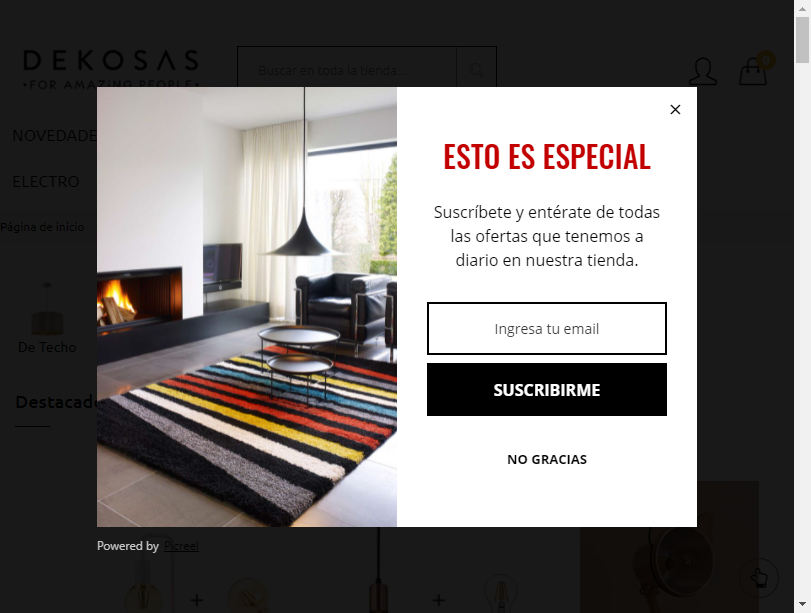 DEKOSAS
•FOR AMAZING PEOPLE•
Buscar en toda la tienda...
0
NOVEDADE
ELECTRO
Página de inicio
De Techo
Destacado
ESTO ES ESPECIAL
Suscríbete y entérate de todas
las ofertas que tenemos a
diario en nuestra tienda.
Ingresa tu email
SUSCRIBIRME
NO GRACIAS
Powered by Picreel